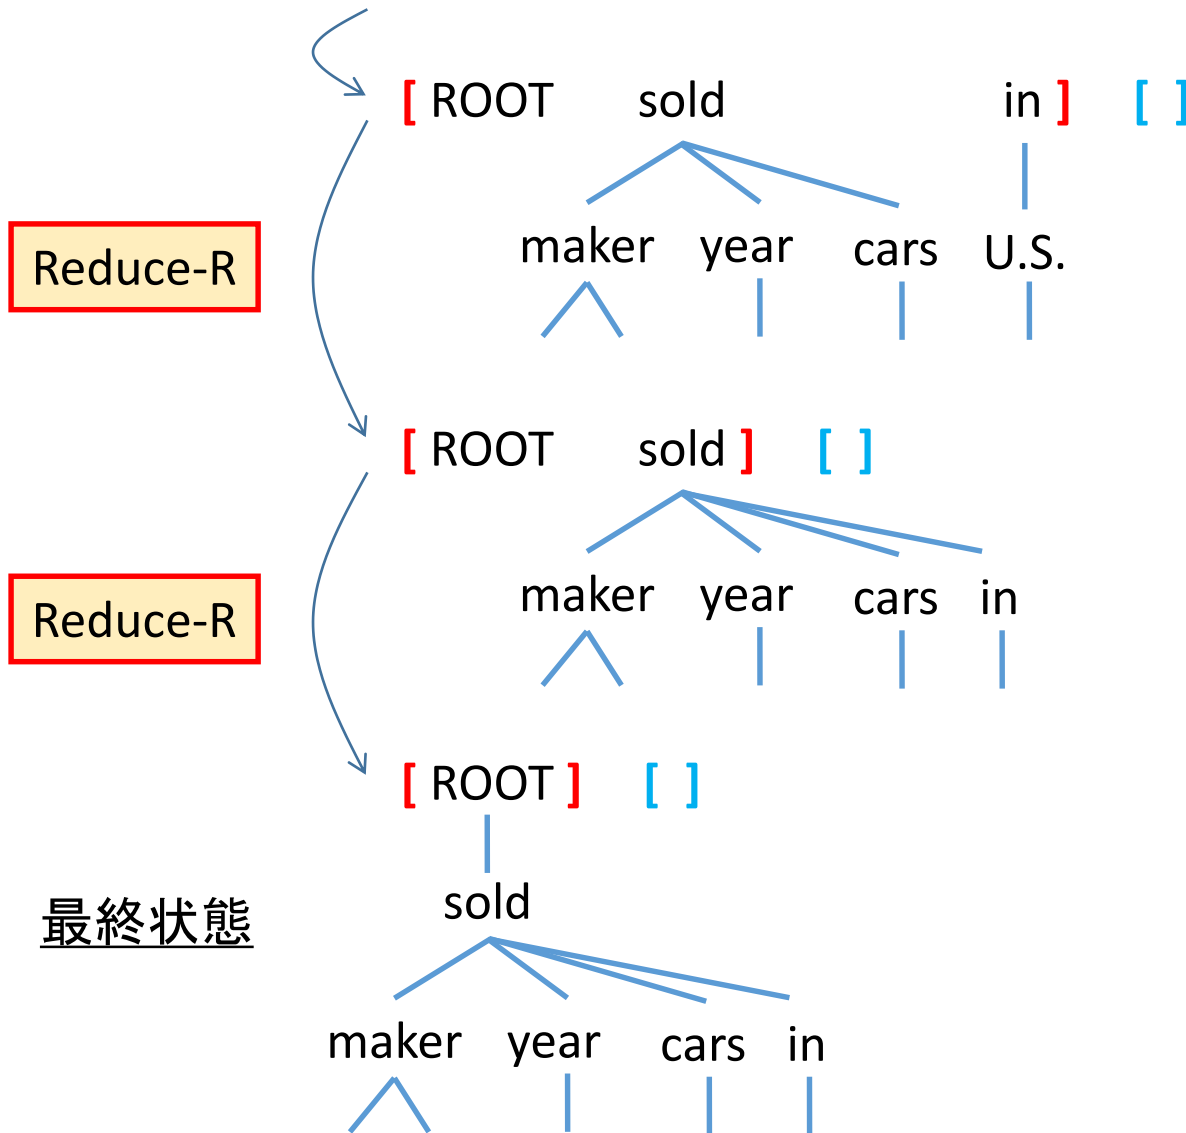 [ ROOT sold in ] [ ]
maker year cars U.S.
Reduce-R
[ ROOT sold ] [ ]
maker year cars in
Reduce-R
[ ROOT ] [ ]
sold
最終状態
maker year cars in